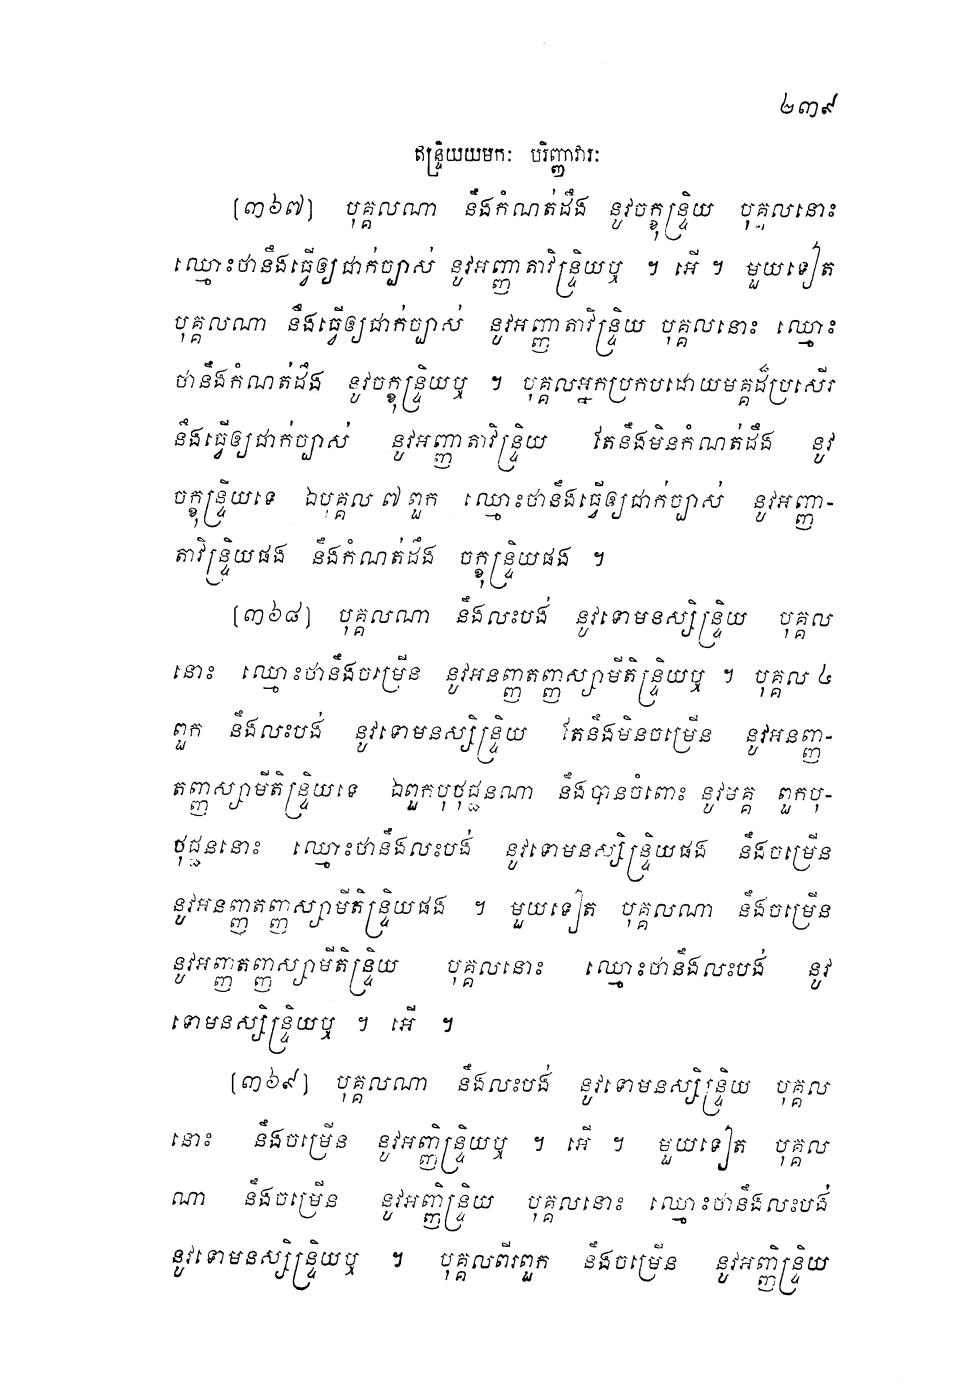 ២៣៩
ឥន្ទ្រិយយមកៈ បរិញ្ញាវារៈ
(៣៦៧) បុគ្គលណា នឹងកំណត់ដឹង នូវចក្ខុន្ទ្រិយ បុគ្គលនោះ
ឈ្មោះថានឹងធ្វើឲ្យជាក់ច្បាស់ នូវអញ្ញាតាវិន្ទ្រិយឬ ។ អើ ។ មួយទៀត
បុគ្គលណា នឹងធ្វើឲ្យជាក់ច្បាស់ នូវអញ្ញាតាវិន្ទ្រិយ បុគ្គលនោះ ឈ្មោះ
ថានឹងកំណត់ដឹង នូវចក្ខុន្ទ្រិយឬ ។ បុគ្គលអ្នកប្រកបដោយមគ្គដ៏ប្រសើរ
នឹងធ្វើឲ្យជាក់ច្បាស់ នូវអញ្ញាតាវិន្ទ្រិយ តែនឹងមិនកំណត់ដឹង នូវ
ចក្ខុន្ទ្រិយទេ ឯបុគ្គល ៧ ពួក ឈ្មោះថានឹងធ្វើឲ្យជាក់ច្បាស់ នូវអញ្ញា-
តាវិន្ទ្រិយផង នឹងកំណត់ដឹង ចក្ខុន្ទ្រិយផង ។
(៣៦៨) បុគ្គលណា នឹងលះបង់ នូវទោមនស្សិន្ទ្រិយ បុគ្គល
នោះ ឈ្មោះថានឹងចម្រើន នូវអនញ្ញតញ្ញស្សាមីតិន្ទ្រិយឬ ។ បុគ្គល ៤
ពួក នឹងលះបង់ នូវទោមនស្សិន្ទ្រិយ តែនឹងមិនចម្រើន នូវអនញ្ញា-
តញ្ញស្សាមីតិន្ទ្រិយទេ ឯពួកបុថុជ្ជនណា នឹងបានចំពោះ នូវមគ្គ ពួកបុ-
ថុជ្ជននោះ ឈ្មោះថានឹងលះបង់ នូវទោមនស្សិន្ទ្រិយផង នឹងចម្រើន
នូវអនញ្ញាតញ្ញាស្សាមីតិន្ទ្រិយផង ។ មួយទៀត បុគ្គលណា នឹងចម្រើន
នូវអញ្ញាតញ្ញាស្សាមីតិន្ទ្រិយ បុគ្គលនោះ ឈ្មោះថានឹងលះបង់ នូវ
ទោមនស្សិន្ទ្រិយឬ ។ អើ ។
(៣៦៩) បុគ្គលណា នឹងលះបង់ នូវទោមនស្សិន្ទ្រិយ បុគ្គល
នោះ នឹងចម្រើន នូវអញ្ញិន្ទ្រិយឬ ។ អើ ។ មួយទៀត បុគ្គល
ណា នឹងចម្រើន នូវអញ្ញិន្ទ្រិយ បុគ្គលនោះ ឈ្មោះថានឹងលះបង់
នូវទោមនស្សិន្ទ្រិយឬ ។ បុគ្គលពីរពួក នឹងចម្រើន នូវអញ្ញិន្ទ្រិយ